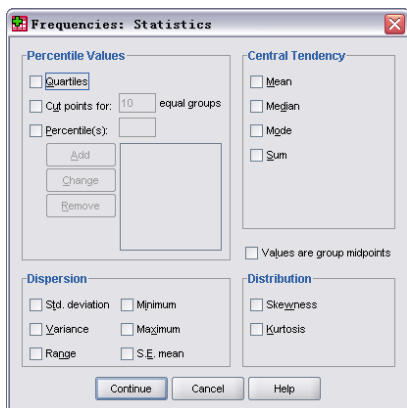 Frequencies: Statistics
Percentile Values
Quartiles
Cut points for: 10 equal groups
Percentile(s):
Add
Change
Remove
Central Tendency
Mean
Median
Mode
Sum
Values are group midpoints
Dispersion
Std. deviation Minimum
Variance Maximum
Range S.E. mean
Distribution
Skewness
Kurtosis
Continue Cancel Help